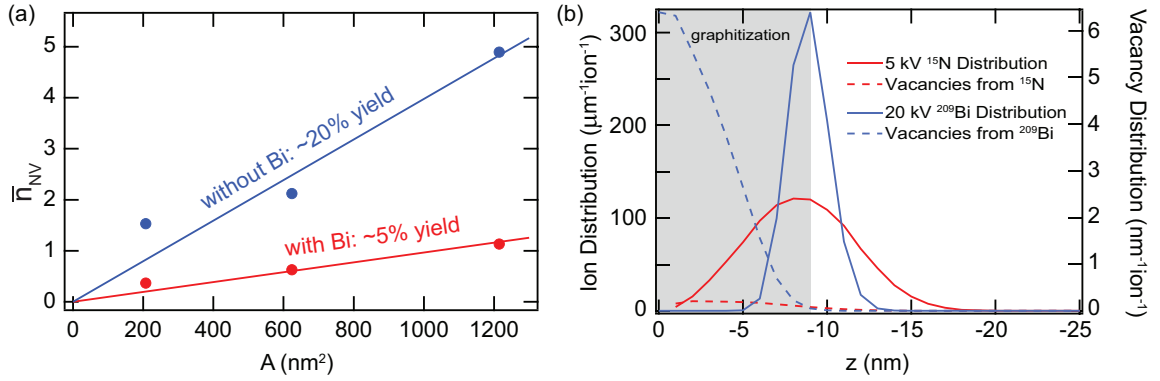 (a)
5
4
3
2
1
0
n̄NV
without Bi: ~20% yield
with Bi: ~5% yield
0 200 400 600 800 1000 1200
A (nm²)
(b)
300
200
100
0
Ion Distribution (μm⁻¹ion⁻¹)
graphitization
5 kV ¹⁵N Distribution
Vacancies from ¹⁵N
20 kV ²⁰⁹Bi Distribution
Vacancies from ²⁰⁹Bi
6
5
4
3
2
1
0
Vacancy Distribution (nm⁻¹ion⁻¹)
0 -5 -10 -15 -20 -25
z (nm)